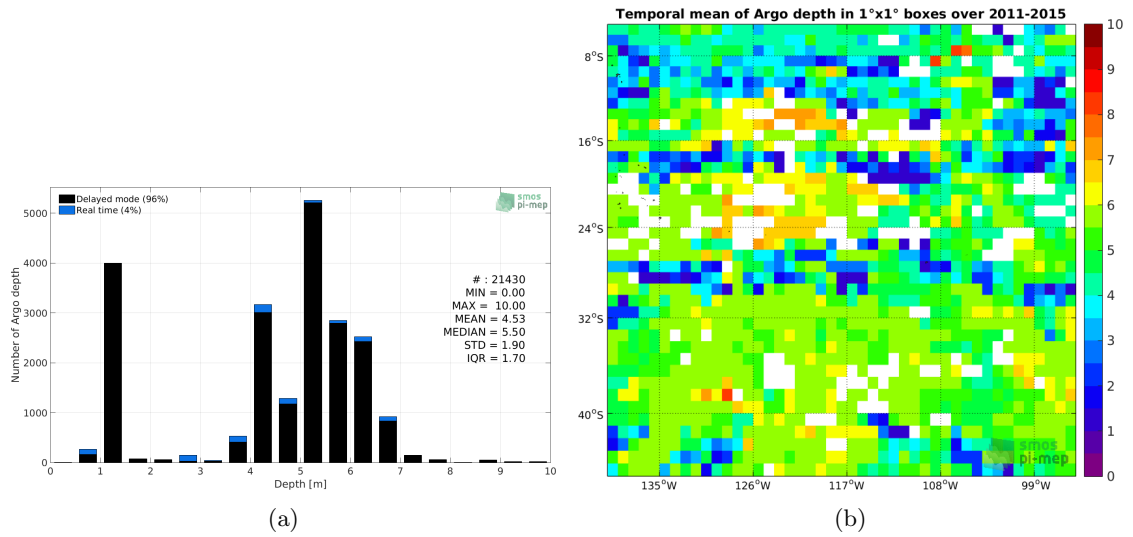 Temporal mean of Argo depth in 1°x1° boxes over 2011-2015
Delayed mode (96%)
Real time (4%)
smos
pi-mep
# : 21430
MIN = 0.00
MAX = 10.00
MEAN = 4.53
MEDIAN = 5.50
STD = 1.90
IQR = 1.70
Number of Argo depth
5000
4000
3000
2000
1000
0
0 1 2 3 4 5 6 7 8 9 10
Depth [m]
(a)
8°S
16°S
24°S
32°S
40°S
135°W 126°W 117°W 108°W 99°W
smos
pi-mep
10
9
8
7
6
5
4
3
2
1
0
(b)